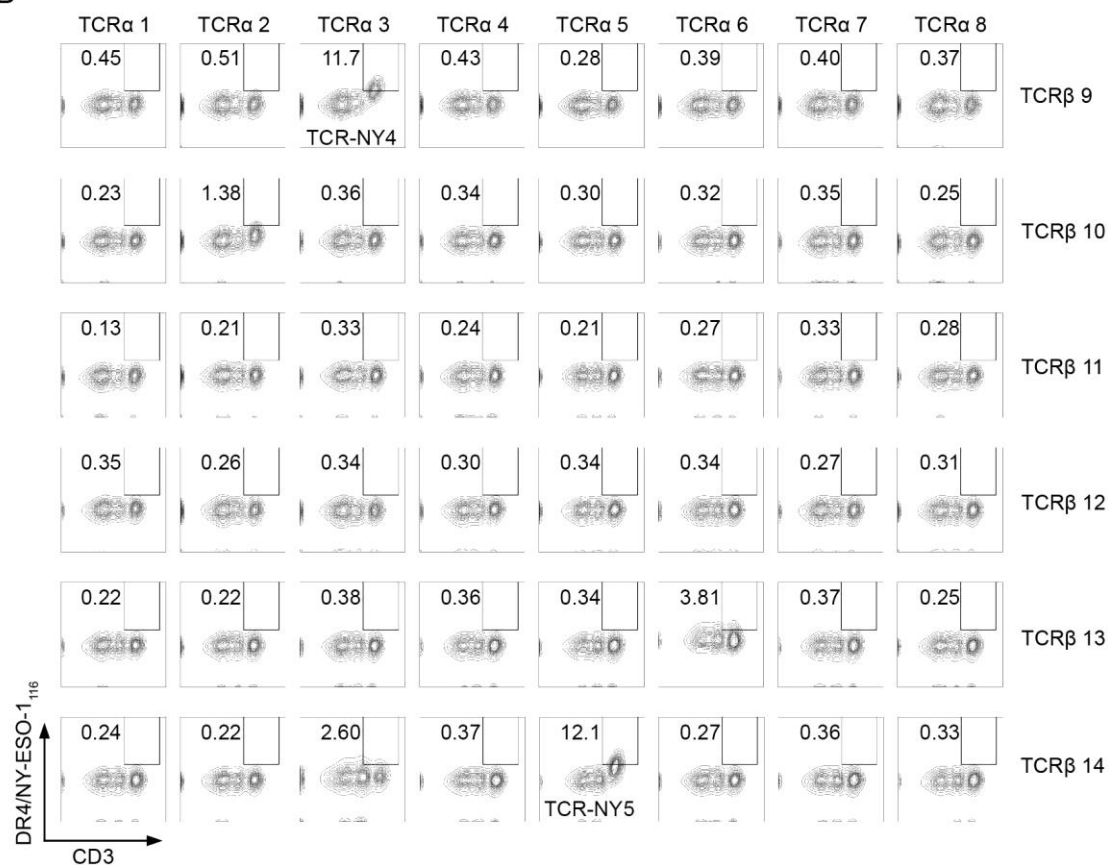 TCRα 1 TCRα 2 TCRα 3 TCRα 4 TCRα 5 TCRα 6 TCRα 7 TCRα 8
0.45 0.51 11.7 0.43 0.28 0.39 0.40 0.37 TCRβ 9
TCR-NY4
0.23 1.38 0.36 0.34 0.30 0.32 0.35 0.25 TCRβ 10
0.13 0.21 0.33 0.24 0.21 0.27 0.33 0.28 TCRβ 11
0.35 0.26 0.34 0.30 0.34 0.34 0.27 0.31 TCRβ 12
0.22 0.22 0.38 0.36 0.34 3.81 0.37 0.25 TCRβ 13
0.24 0.22 2.60 0.37 12.1 0.27 0.36 0.33 TCRβ 14
TCR-NY5
DR4/NY-ESO-1116
CD3